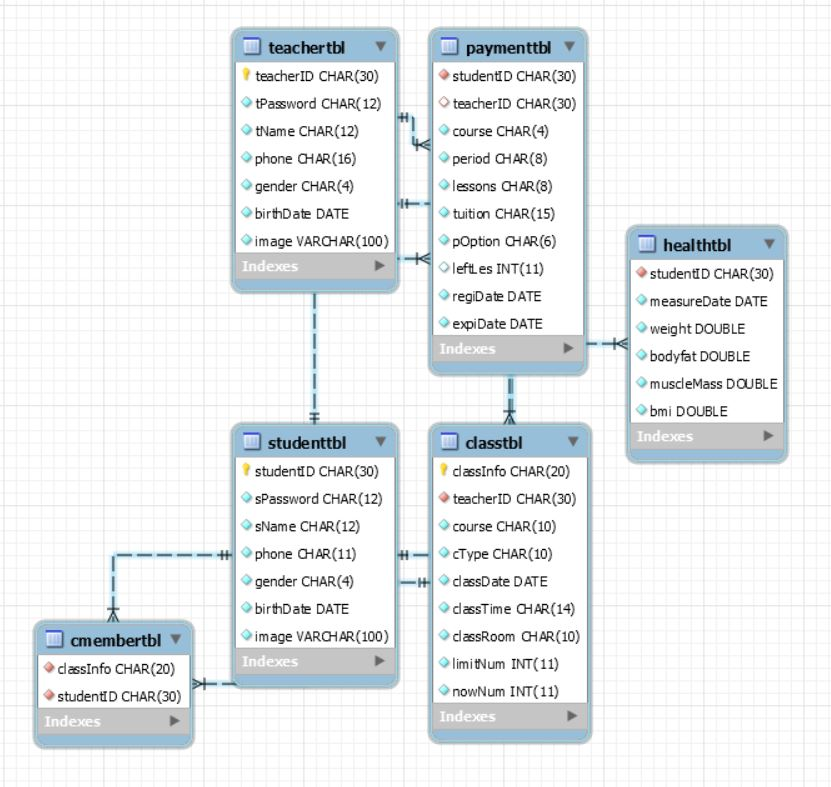 teachertbl
teacherID CHAR(30)
tPassword CHAR(12)
tName CHAR(12)
phone CHAR(16)
gender CHAR(4)
birthDate DATE
image VARCHAR(100)
Indexes
paymenttbl
studentID CHAR(30)
teacherID CHAR(30)
course CHAR(4)
period CHAR(8)
lessons CHAR(8)
tuition CHAR(15)
pOption CHAR(6)
leftLes INT(11)
regiDate DATE
expiDate DATE
Indexes
healthtbl
studentID CHAR(30)
measureDate DATE
weight DOUBLE
bodyfat DOUBLE
muscleMass DOUBLE
bmi DOUBLE
Indexes
studenttbl
studentID CHAR(30)
sPassword CHAR(12)
sName CHAR(12)
phone CHAR(11)
gender CHAR(4)
birthDate DATE
image VARCHAR(100)
Indexes
classtbl
classInfo CHAR(20)
teacherID CHAR(30)
course CHAR(10)
cType CHAR(10)
classDate DATE
classTime CHAR(14)
classRoom CHAR(10)
limitNum INT(11)
nowNum INT(11)
Indexes
cmembertbl
classInfo CHAR(20)
studentID CHAR(30)
Indexes